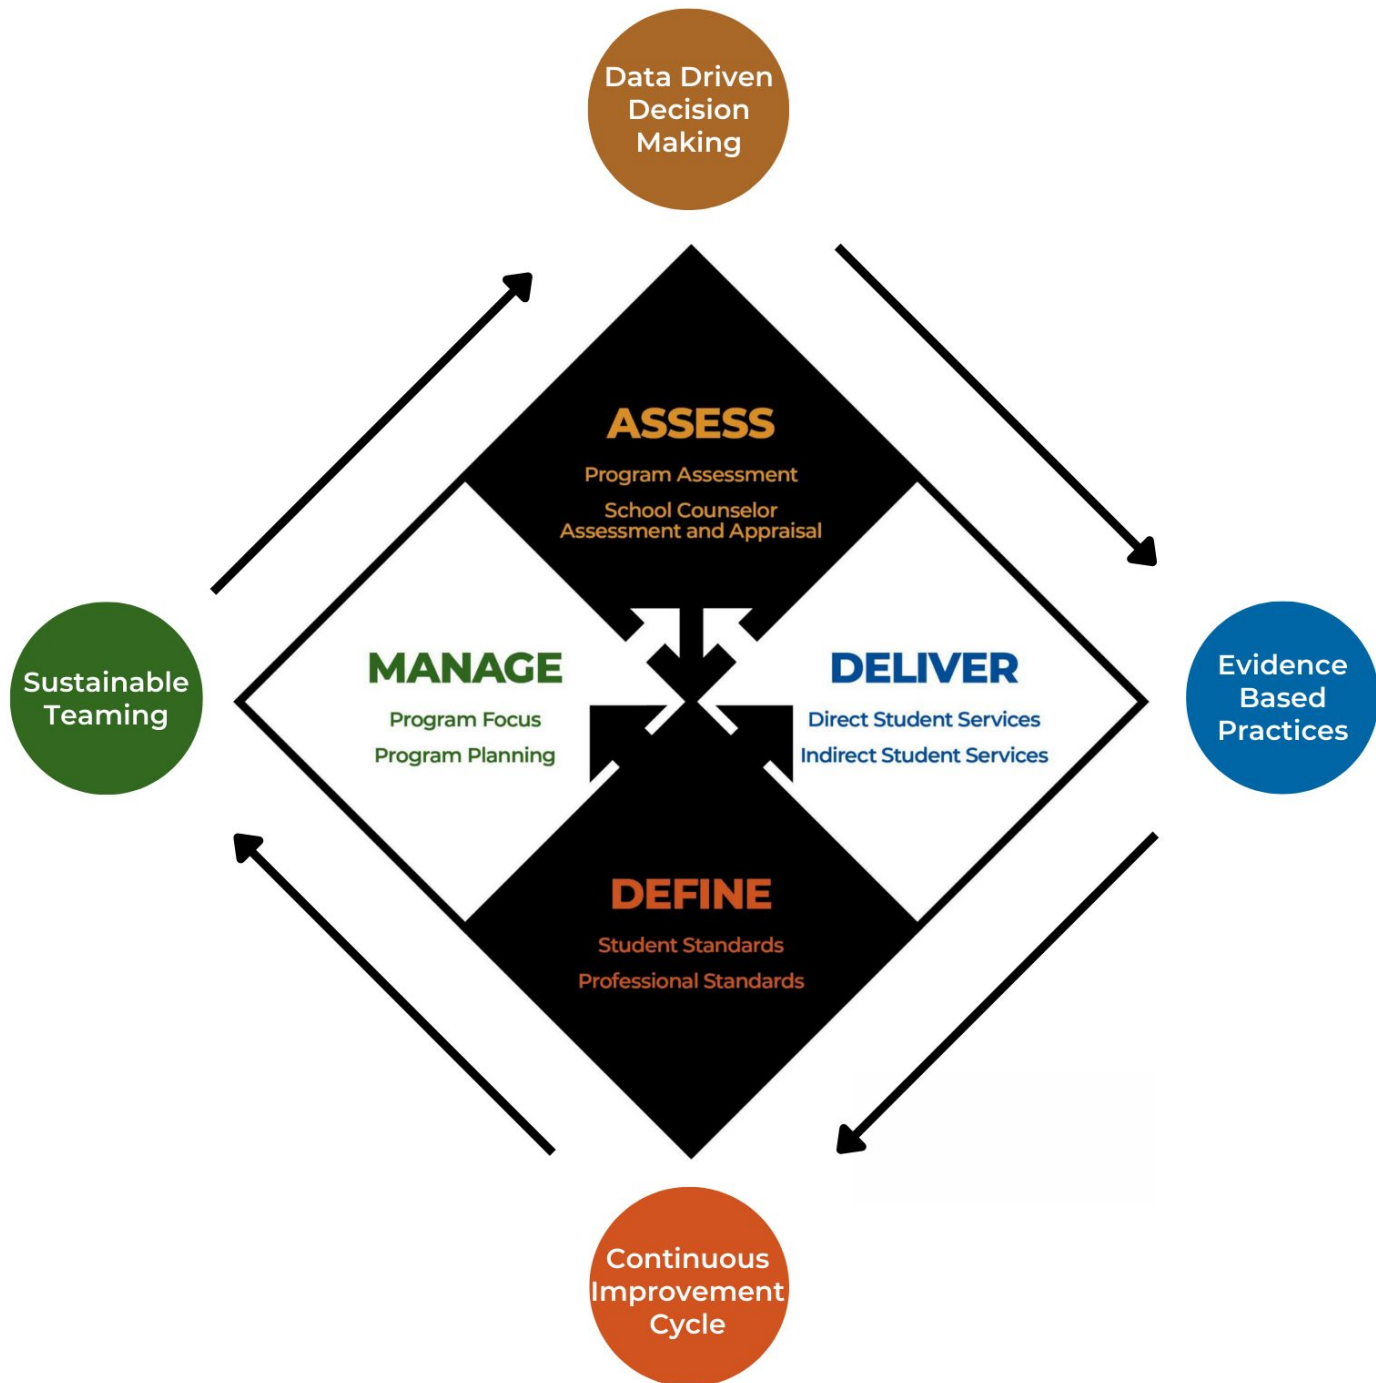 Data Driven
Decision
Making
ASSESS
Program Assessment
School Counselor
Assessment and Appraisal
Sustainable
Teaming
MANAGE
Program Focus
Program Planning
DELIVER
Direct Student Services
Indirect Student Services
Evidence
Based
Practices
DEFINE
Student Standards
Professional Standards
Continuous
Improvement
Cycle